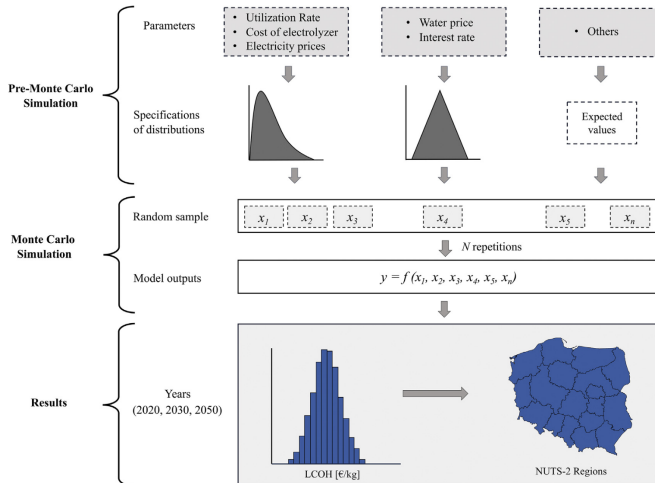 Parameters
• Utilization Rate
• Cost of electrolyzer
• Electricity prices
• Water price
• Interest rate
• Others
Pre-Monte Carlo
Simulation
Specifications
of distributions
Expected
values
Monte Carlo
Simulation
Random sample
x1 x2 x3 x4 x5 xn
N repetitions
Model outputs
y = f (x1, x2, x3, x4, x5, xn)
Results
Years
(2020, 2030, 2050)
LCOH [€/kg]
NUTS-2 Regions